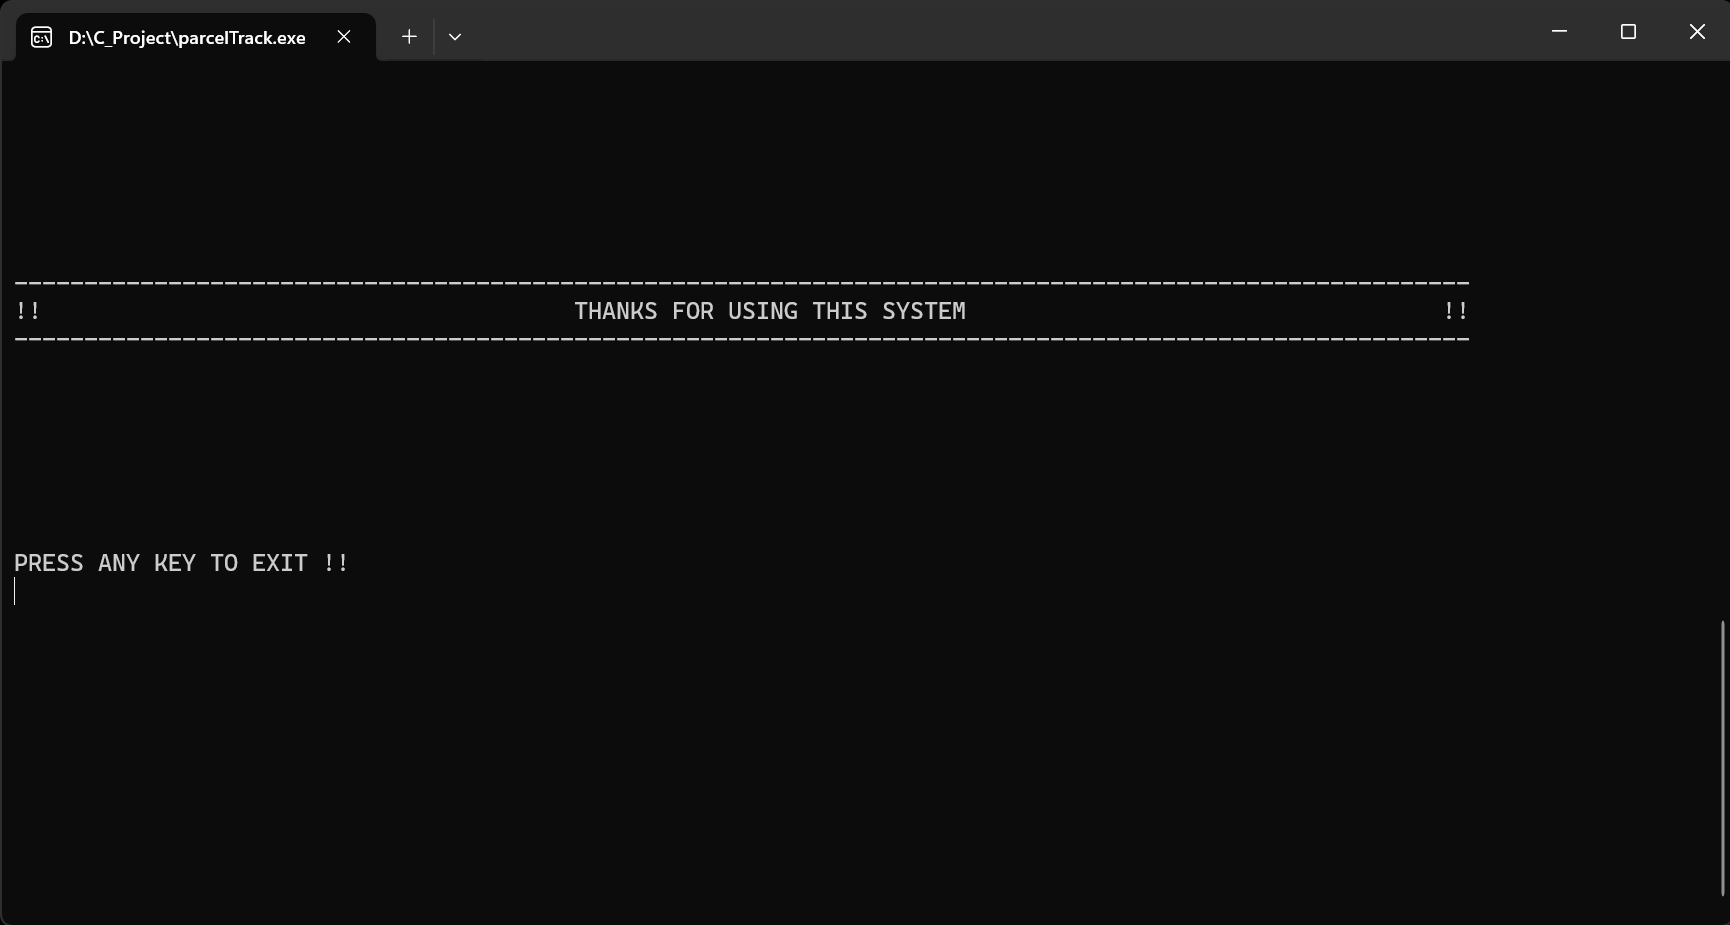 D:\C_Project\parcelTrack.exe
--------------------------------------------------------------------------------------------------------
!!                                      THANKS FOR USING THIS SYSTEM                                  !!
--------------------------------------------------------------------------------------------------------
PRESS ANY KEY TO EXIT !!